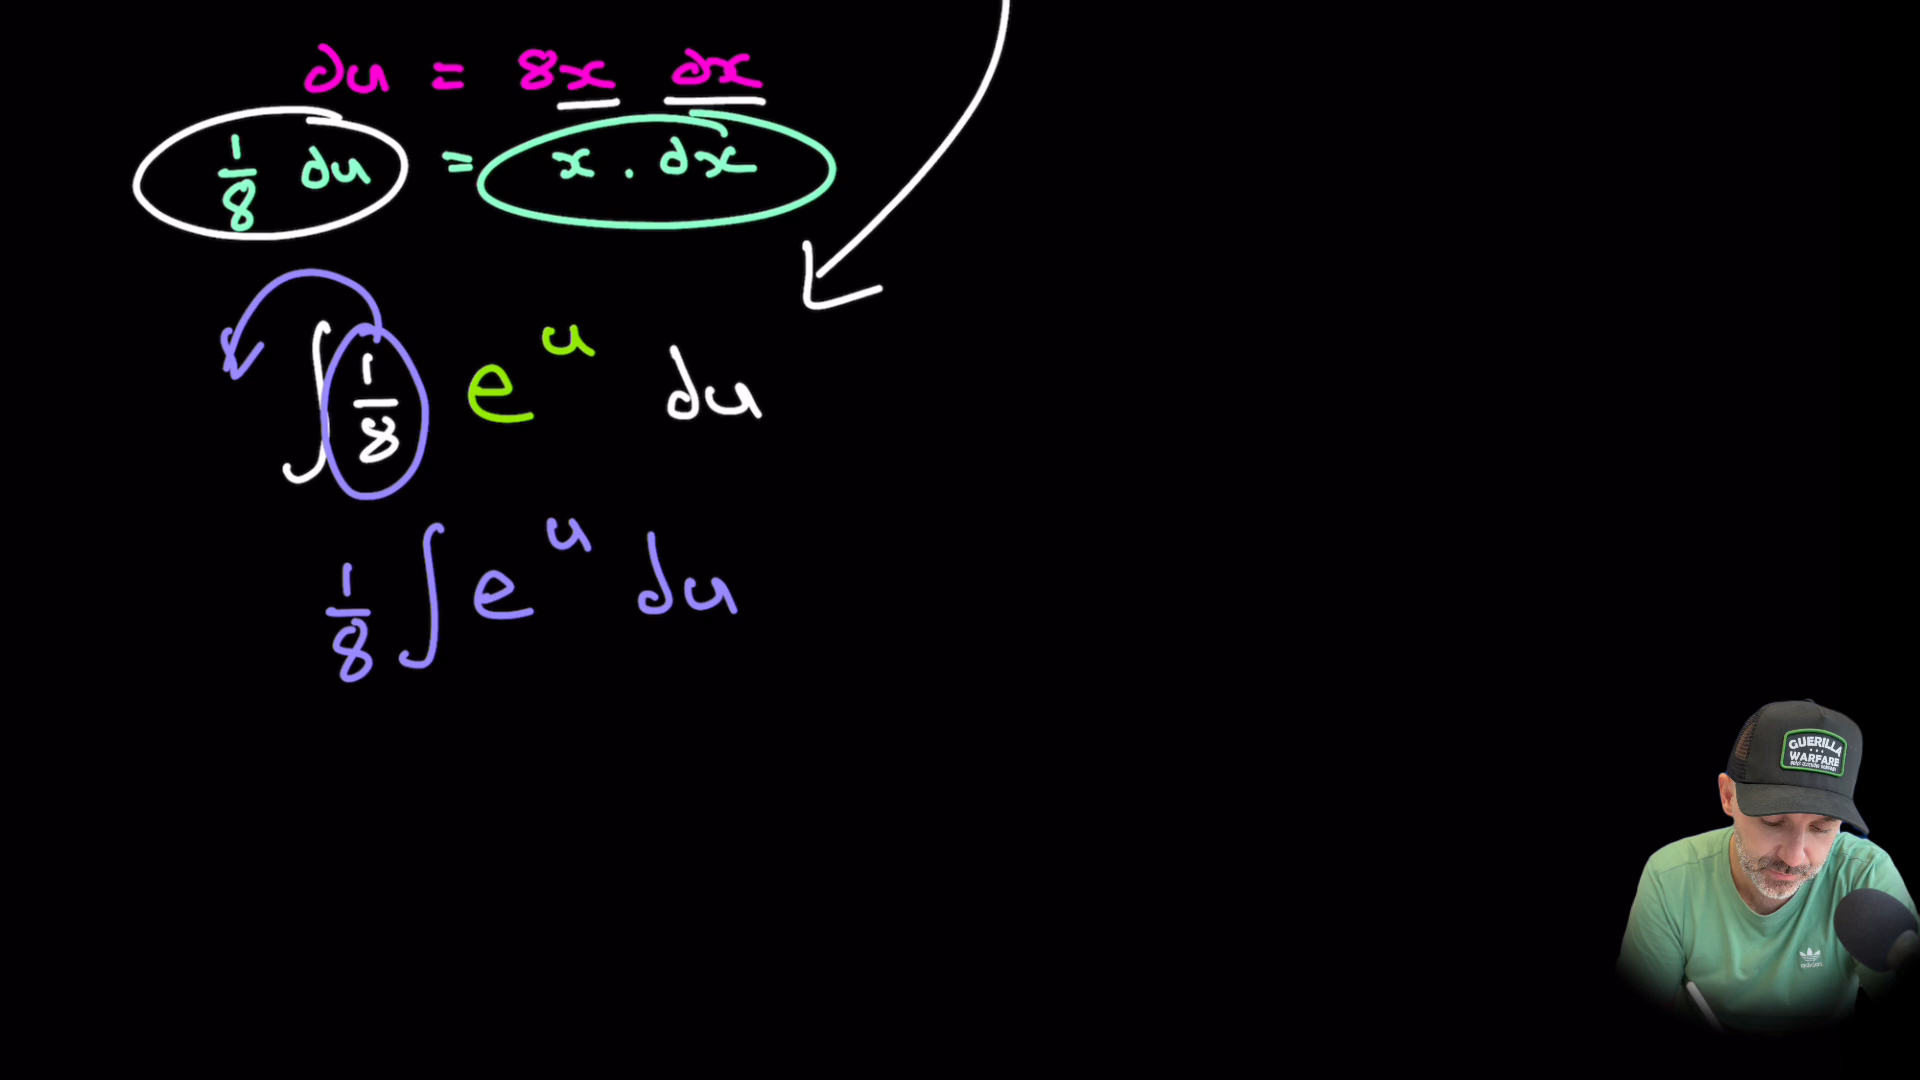 du = 8x dx
1/8 du = x . dx
∫ 1/8 e^u du
1/8 ∫ e^u du
GUERILLA
WARFARE